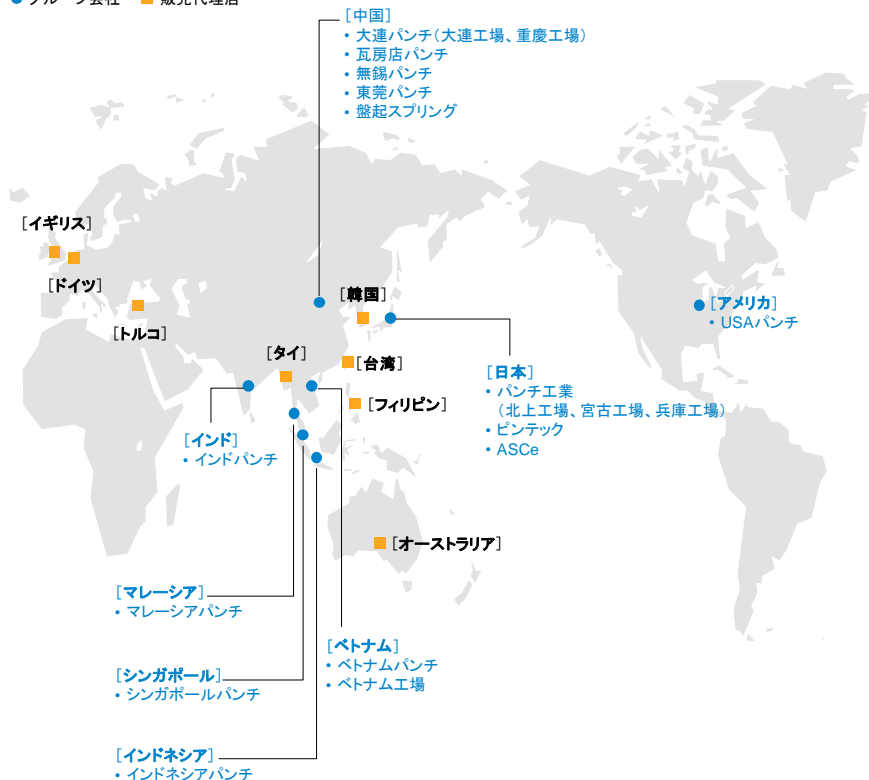 ● グループ会社 ■ 販売代理店
[中国]
• 大連パンチ(大連工場、重慶工場)
• 瓦房店パンチ
• 無錫パンチ
• 東莞パンチ
• 盤起スプリング
[イギリス]
[ドイツ]
[トルコ]
[韓国]
[アメリカ]
• USAパンチ
[タイ]
[台湾]
[日本]
• パンチ工業
(北上工場、宮古工場、兵庫工場)
• ピンテック
• ASCe
[フィリピン]
[インド]
• インドパンチ
[オーストラリア]
[マレーシア]
• マレーシアパンチ
[ベトナム]
• ベトナムパンチ
• ベトナム工場
[シンガポール]
• シンガポールパンチ
[インドネシア]
• インドネシアパンチ